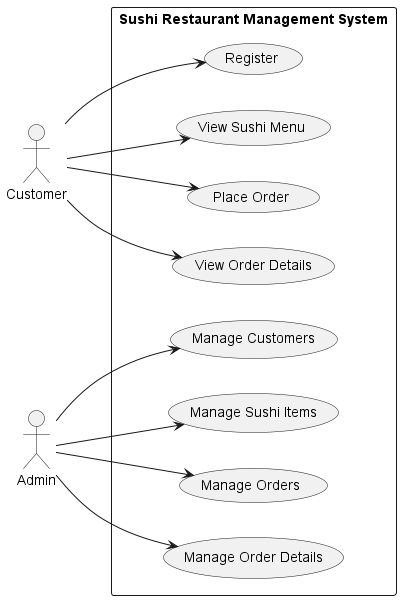 Sushi Restaurant Management System
Register
View Sushi Menu
Customer
Place Order
View Order Details
Manage Customers
Manage Sushi Items
Admin
Manage Orders
Manage Order Details